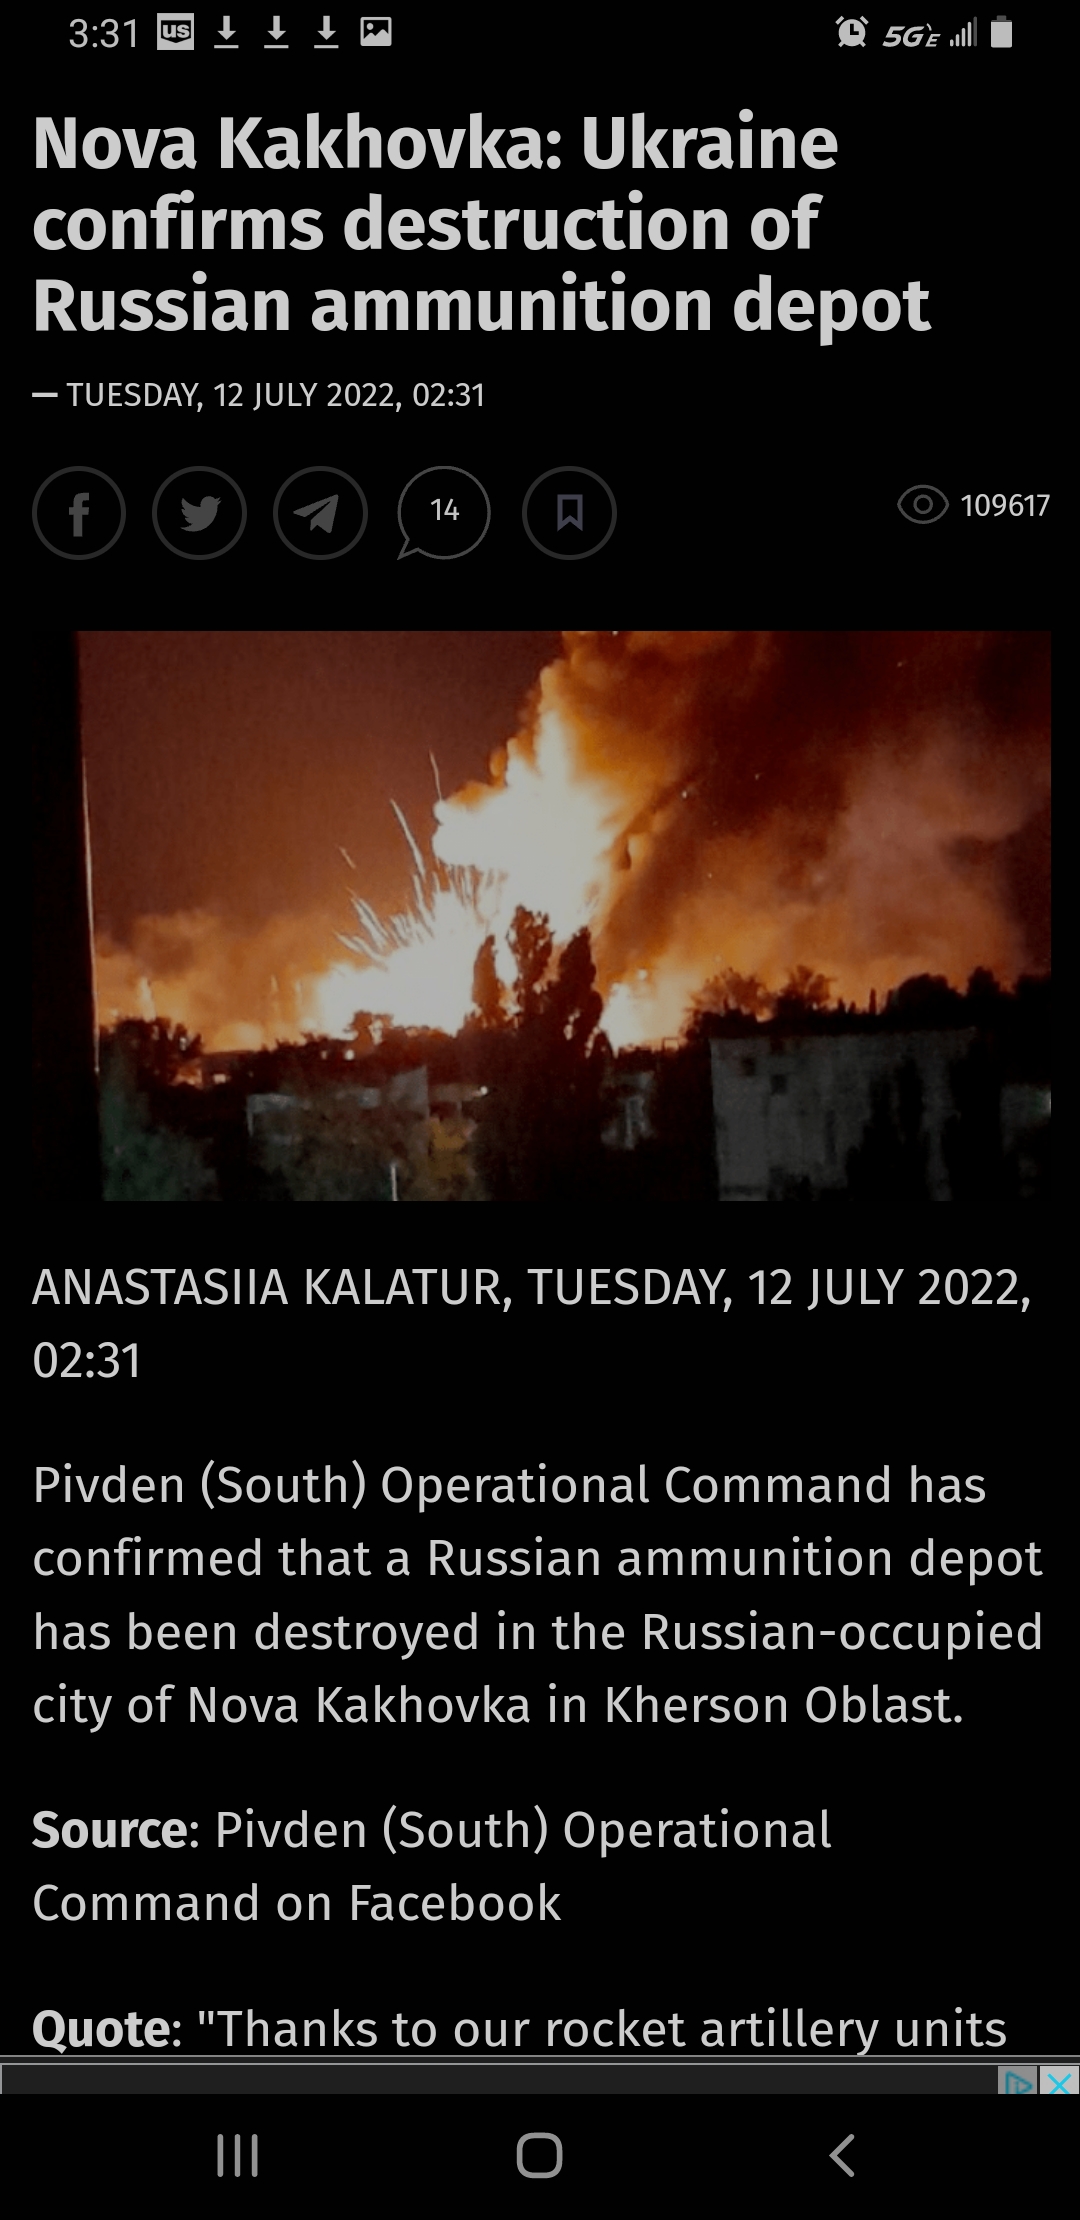 3:31 us 5GE
Nova Kakhovka: Ukraine
confirms destruction of
Russian ammunition depot
— TUESDAY, 12 JULY 2022, 02:31
f 14 109617
ANASTASIIA KALATUR, TUESDAY, 12 JULY 2022,
02:31
Pivden (South) Operational Command has
confirmed that a Russian ammunition depot
has been destroyed in the Russian-occupied
city of Nova Kakhovka in Kherson Oblast.
Source: Pivden (South) Operational
Command on Facebook
Quote: "Thanks to our rocket artillery units